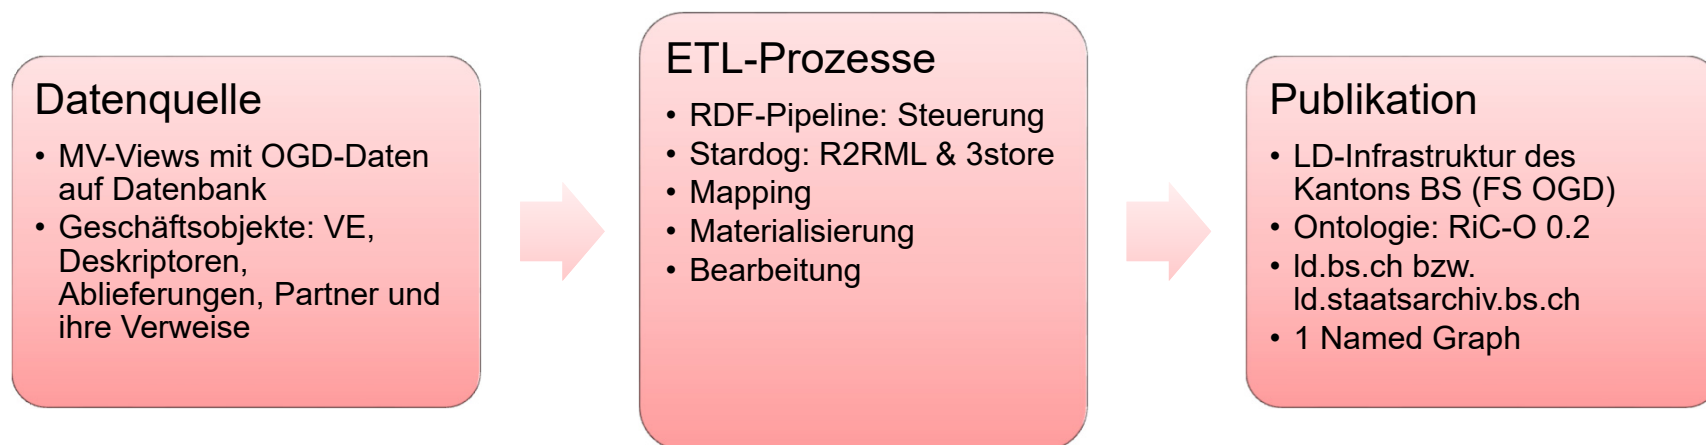 Datenquelle
• MV-Views mit OGD-Daten
auf Datenbank
• Geschäftsobjekte: VE,
Deskriptoren,
Ablieferungen, Partner und
ihre Verweise
ETL-Prozesse
• RDF-Pipeline: Steuerung
• Stardog: R2RML & 3store
• Mapping
• Materialisierung
• Bearbeitung
Publikation
• LD-Infrastruktur des
Kantons BS (FS OGD)
• Ontologie: RiC-O 0.2
• ld.bs.ch bzw.
ld.staatsarchiv.bs.ch
• 1 Named Graph